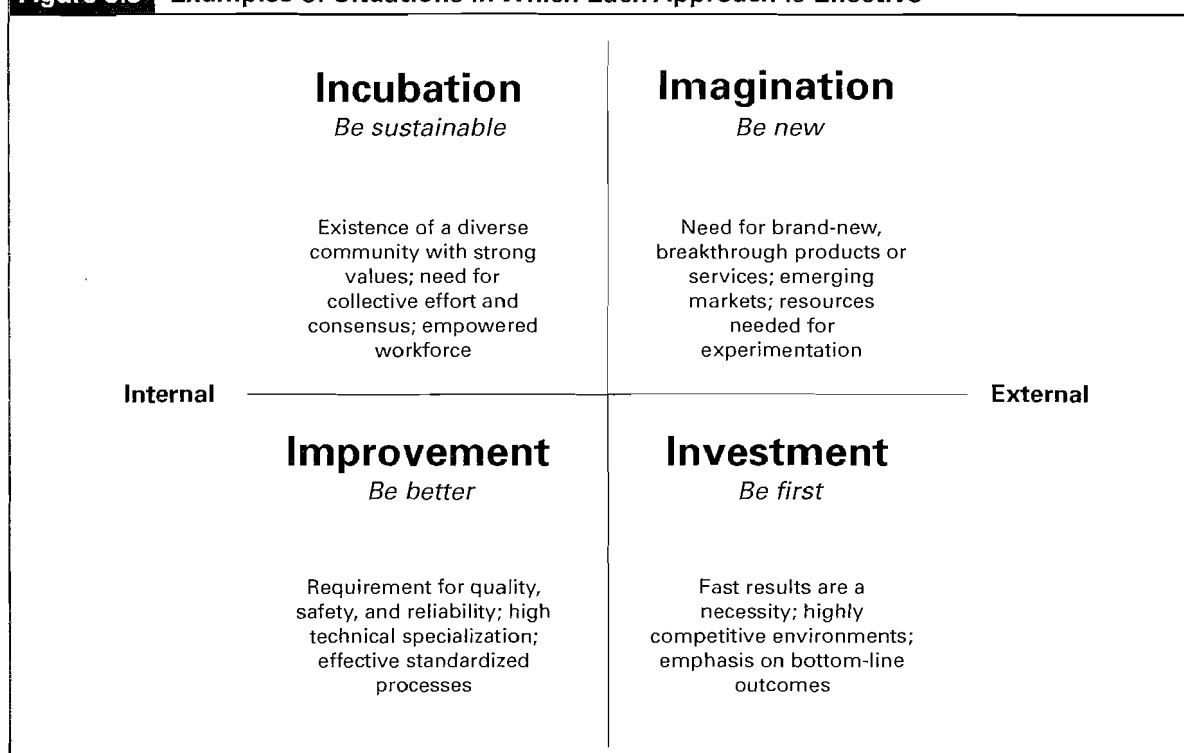 Incubation
Be sustainable
Existence of a diverse
community with strong
values; need for
collective effort and
consensus; empowered
workforce
Imagination
Be new
Need for brand-new,
breakthrough products or
services; emerging
markets; resources
needed for
experimentation
Internal
External
Improvement
Be better
Requirement for quality,
safety, and reliability; high
technical specialization;
effective standardized
processes
Investment
Be first
Fast results are a
necessity; highly
competitive environments;
emphasis on bottom-line
outcomes